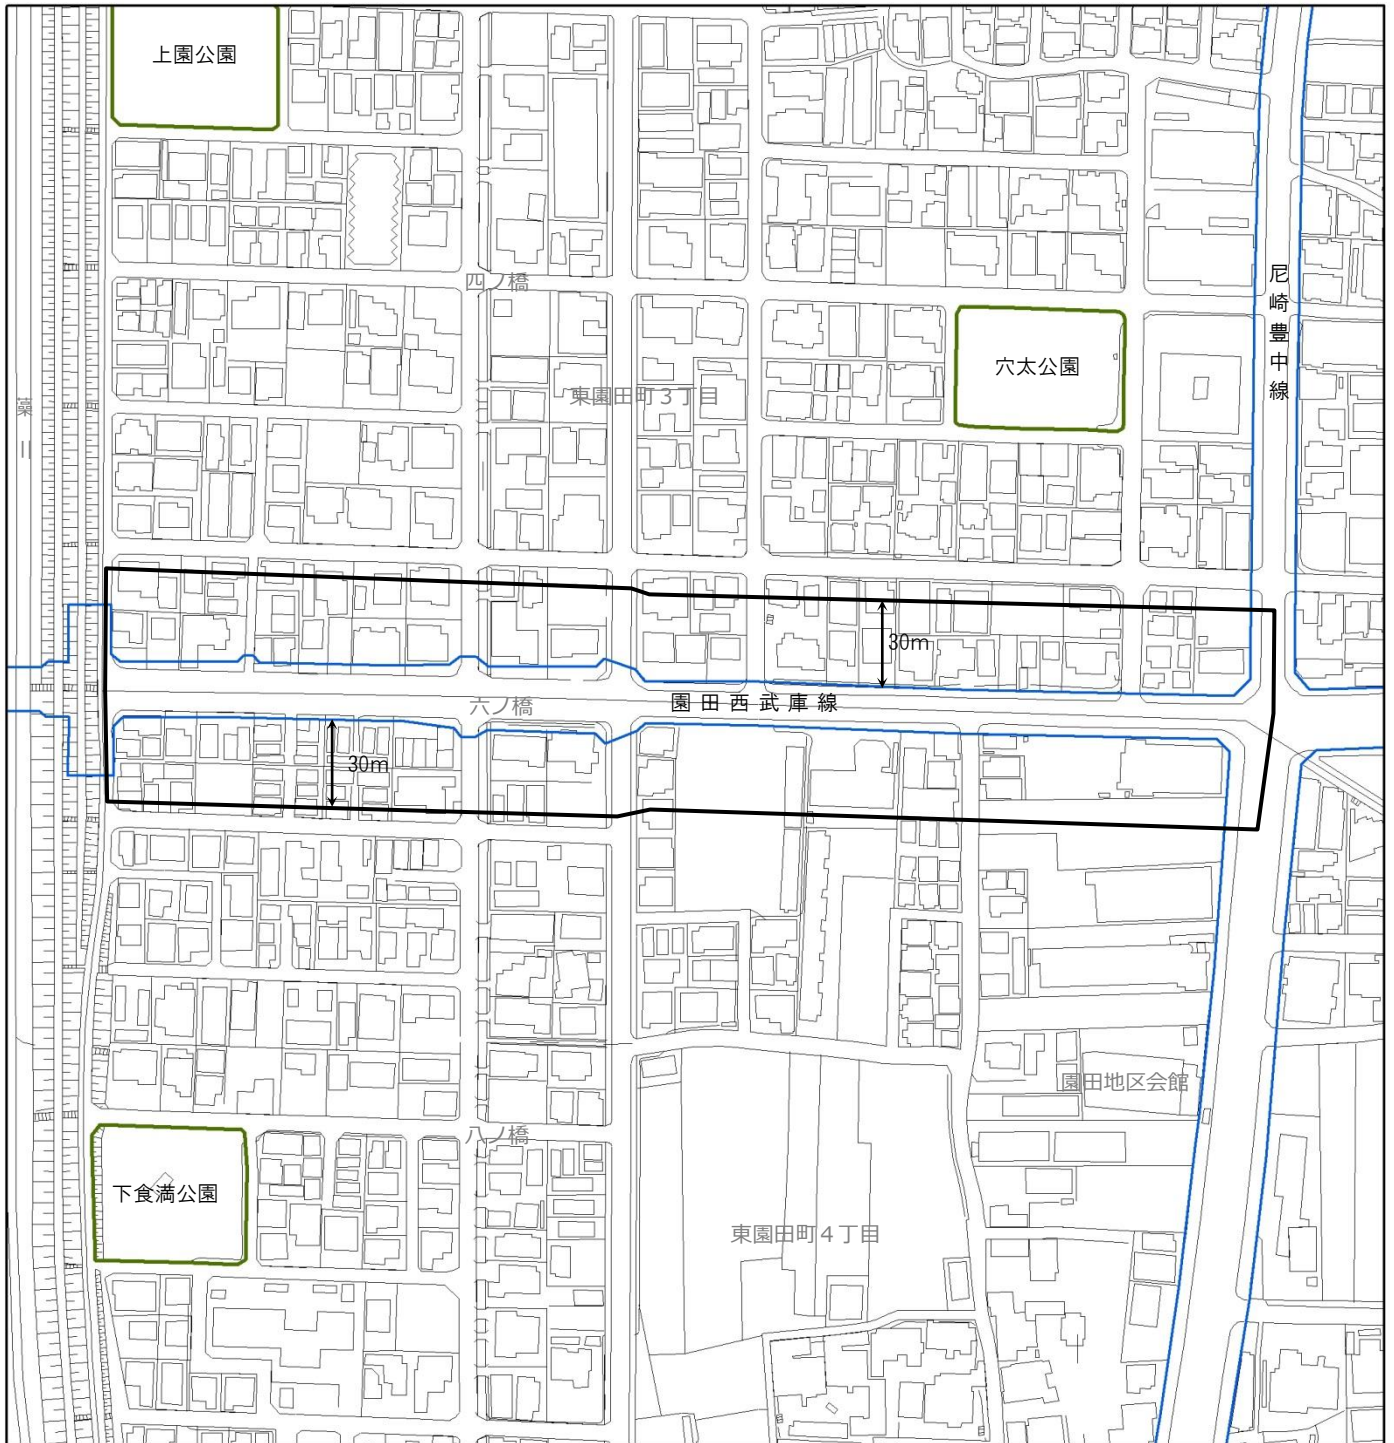 上園公園
四ノ橋
尼崎豊中線
穴太公園
東園田町3丁目
藻川
30m
園田西武庫線
六ノ橋
30m
園田地区会館
八ノ橋
下食満公園
東園田町4丁目